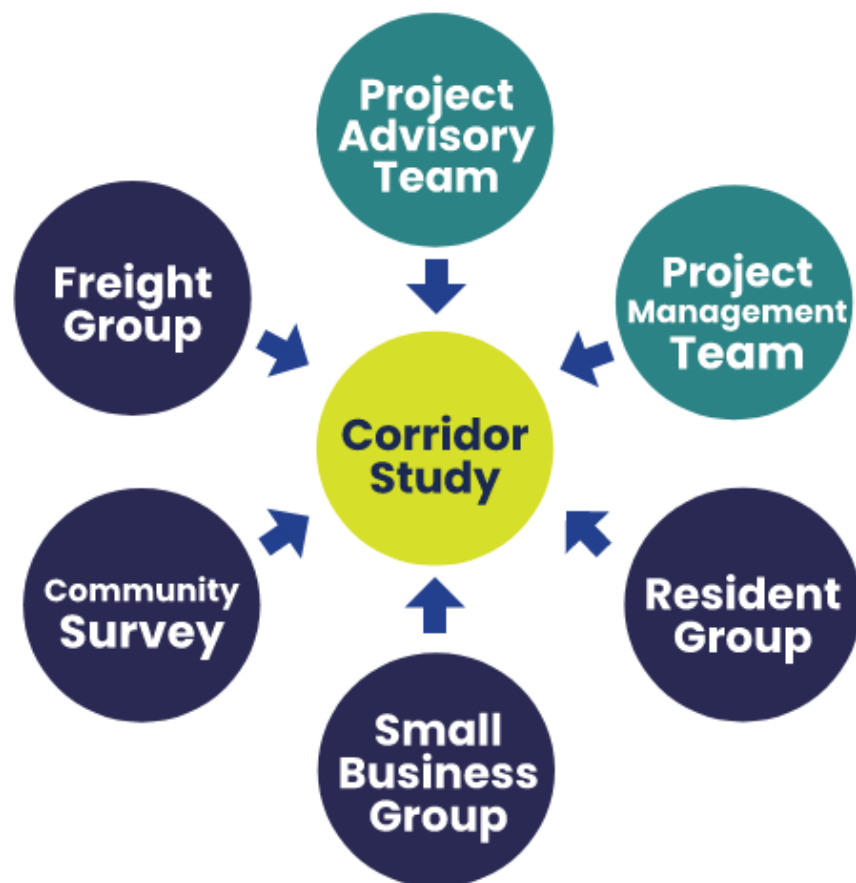 Project
Advisory
Team
Freight
Group
Project
Management
Team
Corridor
Study
Community
Survey
Resident
Group
Small
Business
Group